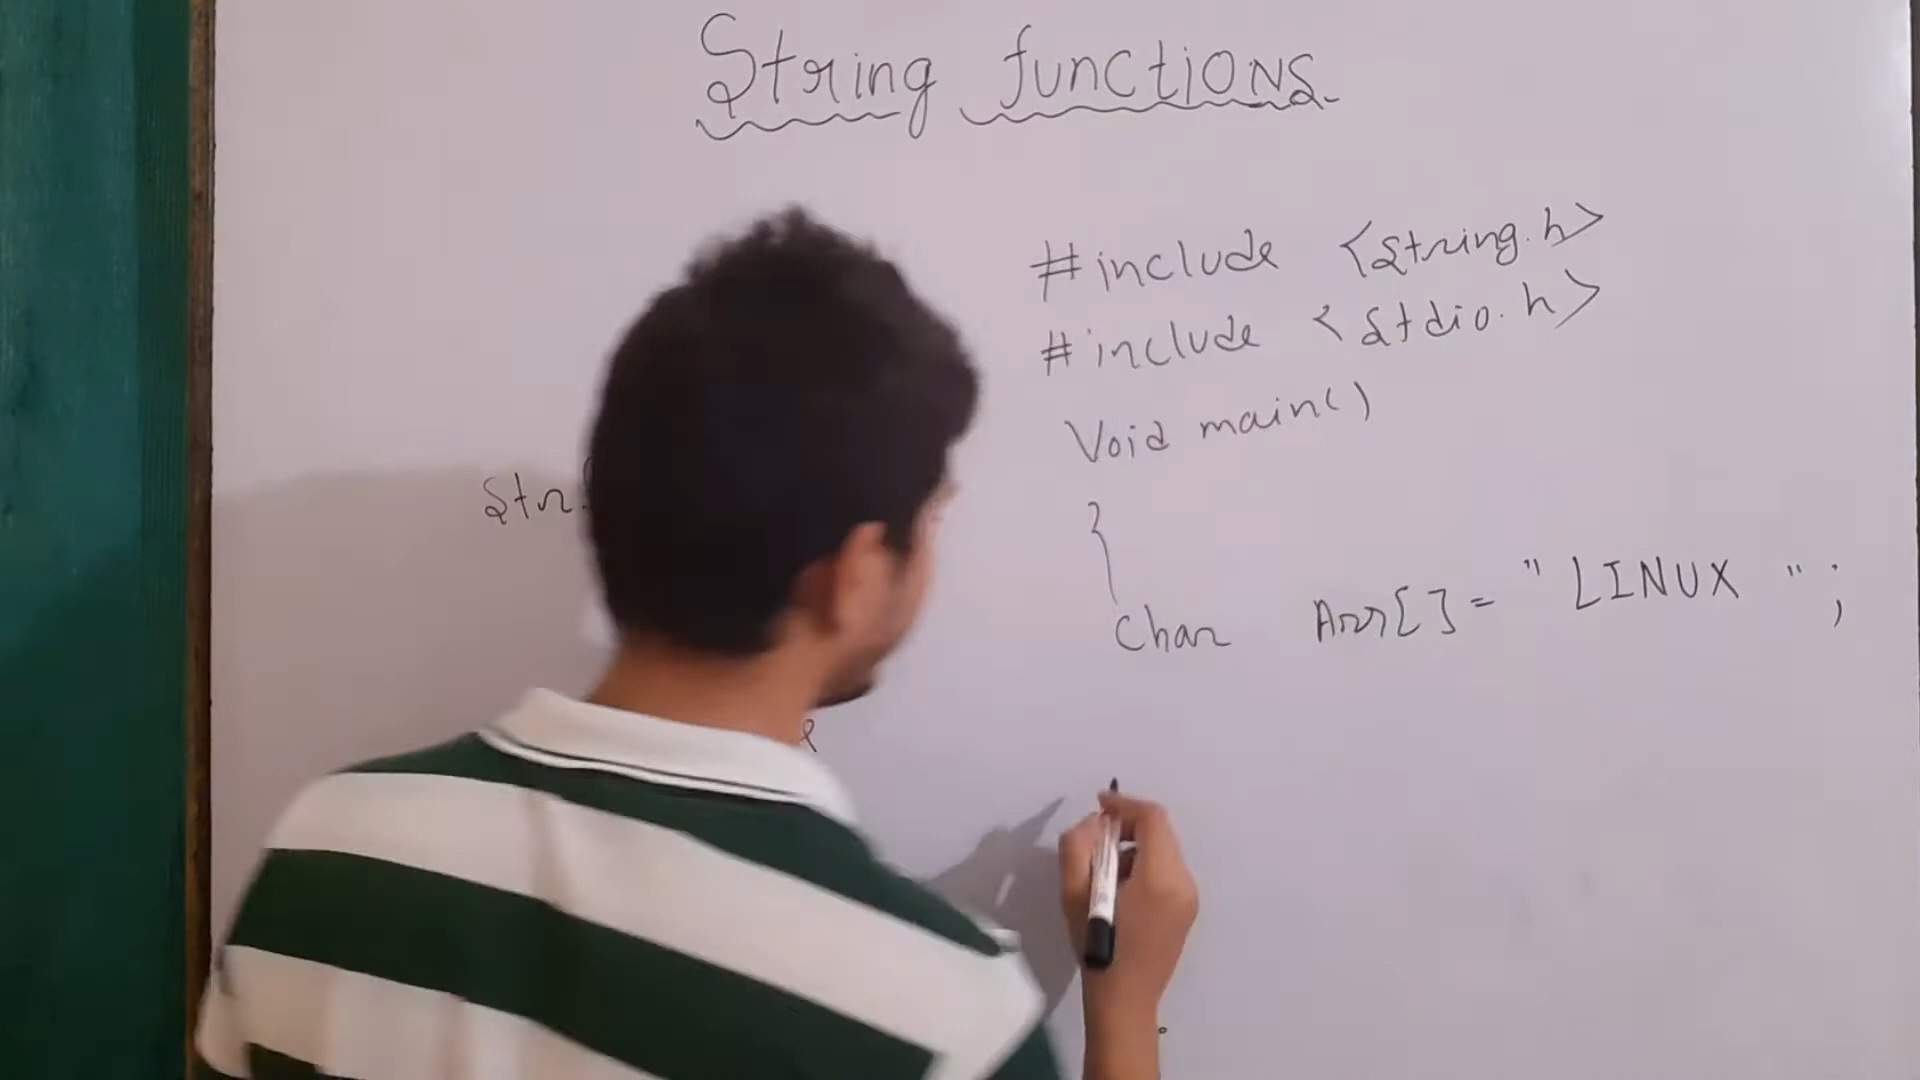 String functions
#include <string.h>
#include <stdio.h>
Void main()
{
Char Arr[] = " LINUX " ;